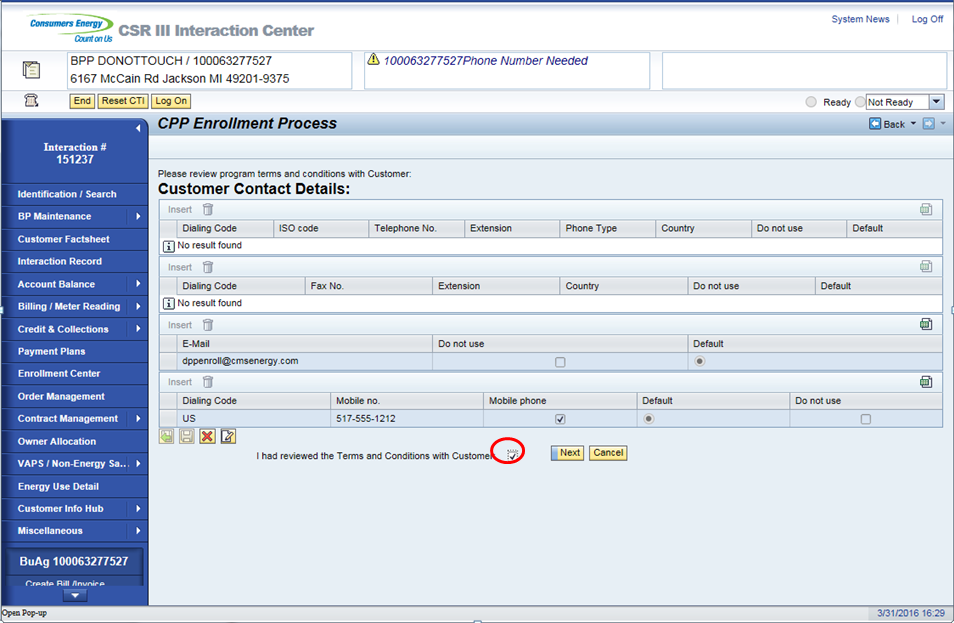 Consumers Energy
Count on Us
CSR III Interaction Center
System News | Log Off
BPP DONOTTOUCH / 100063277527
6167 McCain Rd Jackson MI 49201-9375
100063277527Phone Number Needed
End Reset CTI Log On
Ready Not Ready
Interaction #
151237
CPP Enrollment Process
Back
Identification / Search
BP Maintenance
Customer Factsheet
Interaction Record
Account Balance
Billing / Meter Reading
Credit & Collections
Payment Plans
Enrollment Center
Order Management
Contract Management
Owner Allocation
VAPS / Non-Energy Sa...
Energy Use Detail
Customer Info Hub
Miscellaneous
BuAg 100063277527
Create Bill /Invoice
Please review program terms and conditions with Customer:
Customer Contact Details:
Insert
Dialing Code ISO code Telephone No. Extension Phone Type Country Do not use Default
No result found
Insert
Dialing Code Fax No. Extension Country Do not use Default
No result found
Insert
E-Mail Do not use Default
dppenroll@cmsenergy.com
Insert
Dialing Code Mobile no. Mobile phone Default Do not use
US 517-555-1212
I had reviewed the Terms and Conditions with Customer
Next Cancel
Open Pop-up
3/31/2016 16:29